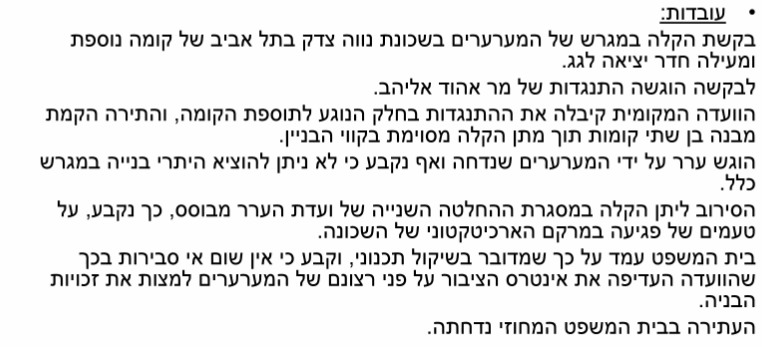 • עובדות:
בקשת הקלה במגרש של המערערים בשכונת נווה צדק בתל אביב של קומה נוספת
ומעילה חדר יציאה לגג.
לבקשה הוגשה התנגדות של מר אהוד אליהב.
הוועדה המקומית קיבלה את ההתנגדות בחלק הנוגע לתוספת הקומה, והתירה הקמת
מבנה בן שתי קומות תוך מתן הקלה מסוימת בקווי הבניין.
הוגש ערר על ידי המערערים שנדחה ואף נקבע כי לא ניתן להוציא היתרי בנייה במגרש
כלל.
הסירוב ליתן הקלה במסגרת ההחלטה השנייה של ועדת הערר מבוסס, כך נקבע, על
טעמים של פגיעה במרקם הארכיטקטוני של השכונה.
בית המשפט עמד על כך שמדובר בשיקול תכנוני, וקבע כי אין שום אי סבירות בכך
שהוועדה העדיפה את אינטרס הציבור על פני רצונם של המערערים למצות את זכויות
הבניה.
העתירה בבית המשפט המחוזי נדחתה.